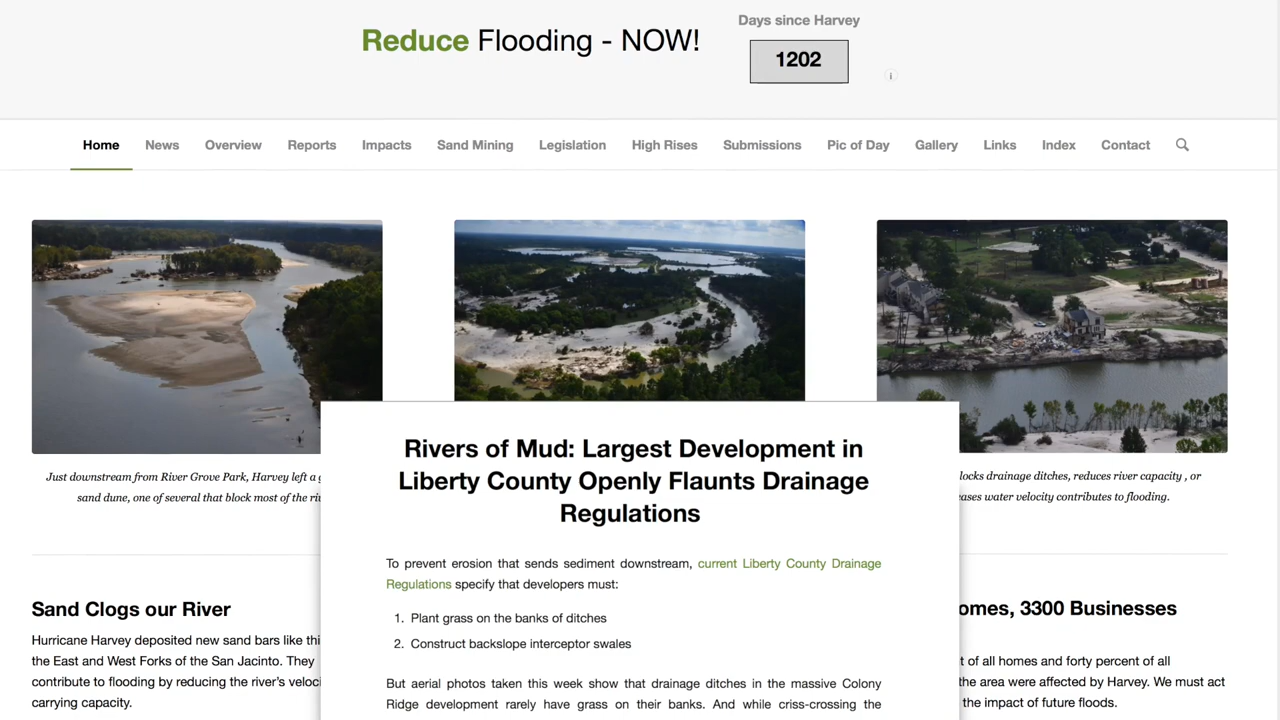 Reduce Flooding - NOW!
Days since Harvey
1202
i
Home News Overview Reports Impacts Sand Mining Legislation High Rises Submissions Pic of Day Gallery Links Index Contact
Just downstream from River Grove Park, Harvey left a
sand dune, one of several that block most of the
locks drainage ditches, reduces river capacity , or
eases water velocity contributes to flooding.
Rivers of Mud: Largest Development in
Liberty County Openly Flaunts Drainage
Regulations
To prevent erosion that sends sediment downstream, current Liberty County Drainage
Regulations specify that developers must:
1. Plant grass on the banks of ditches
2. Construct backslope interceptor swales
But aerial photos taken this week show that drainage ditches in the massive Colony
Ridge development rarely have grass on their banks. And while criss-crossing the
Sand Clogs our River
Hurricane Harvey deposited new sand bars like thi
the East and West Forks of the San Jacinto. They
contribute to flooding by reducing the river's veloci
carrying capacity.
omes, 3300 Businesses
t of all homes and forty percent of all
the area were affected by Harvey. We must act
the impact of future floods.